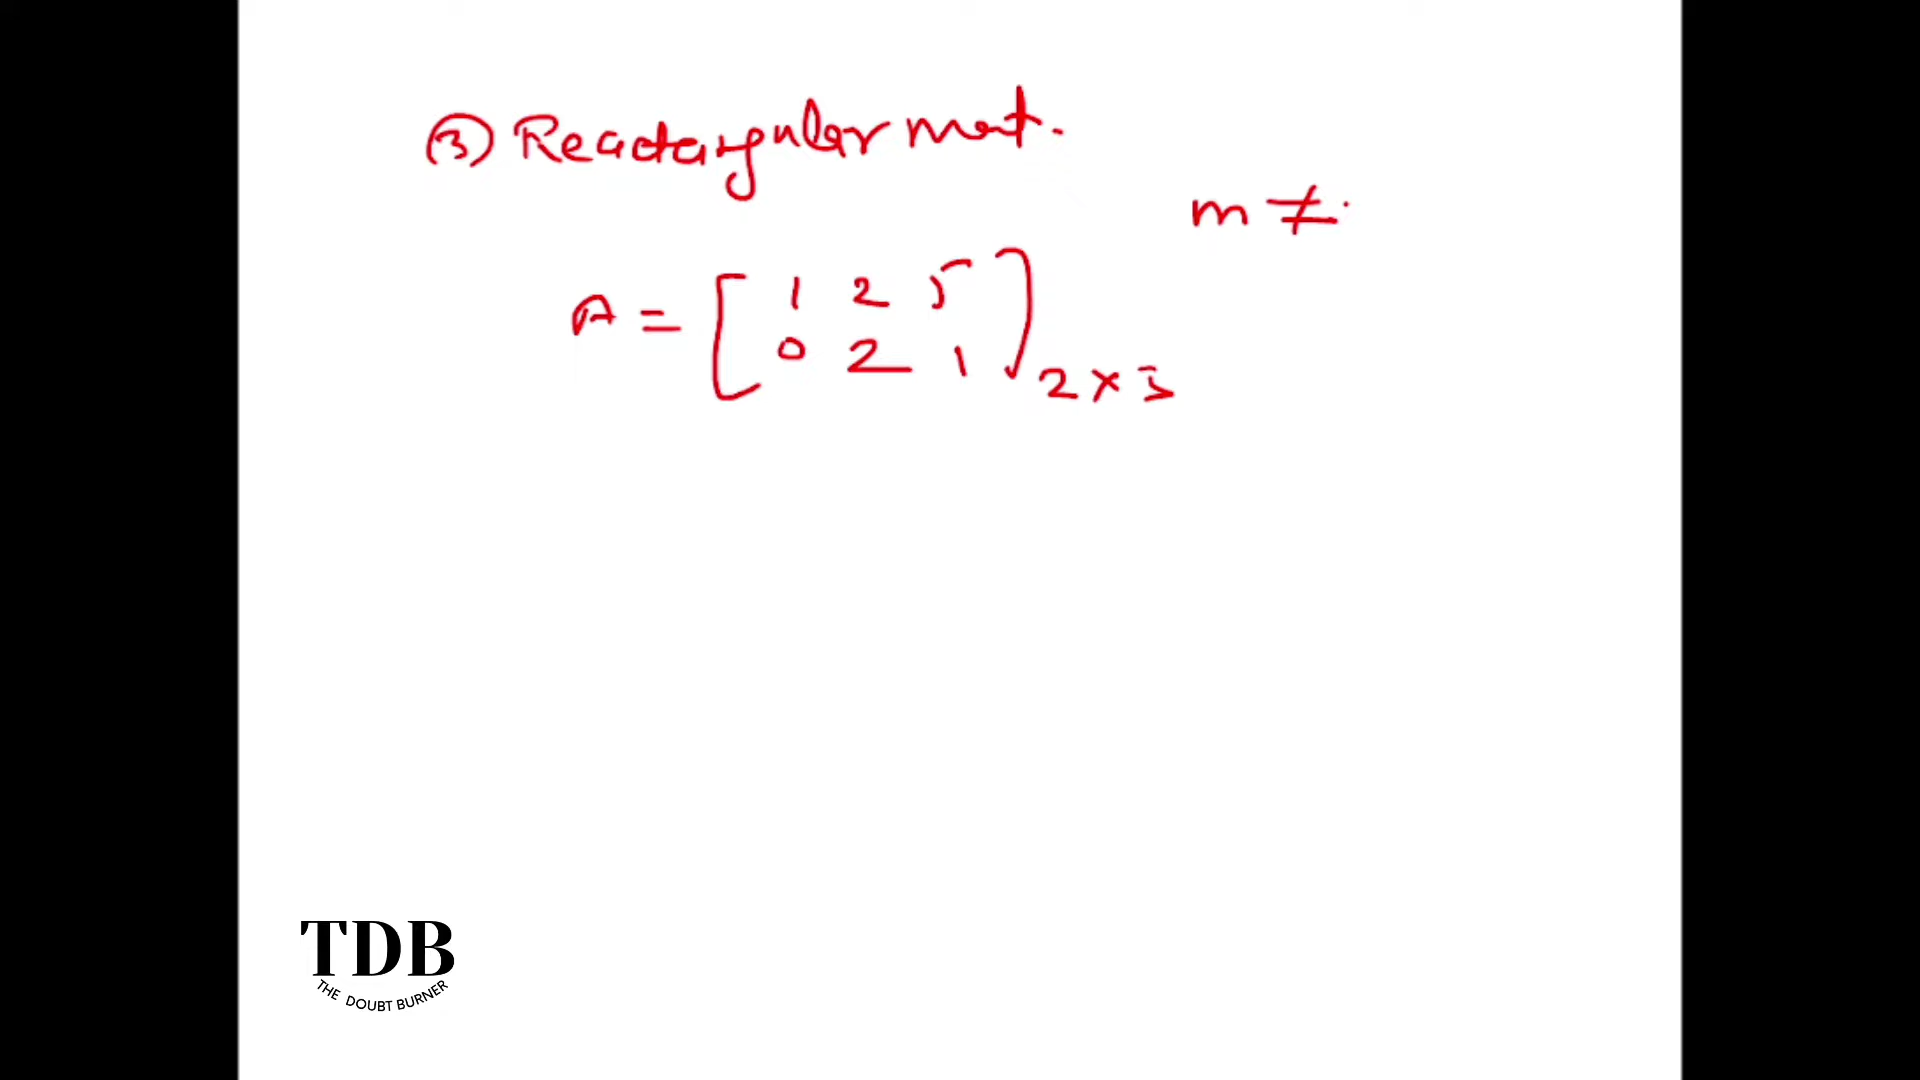 ③ Reactangular mat.
m ≠
A = [ 1 2 5
0 2 1 ] 2 × 3
TDB
THE DOUBT BURNER